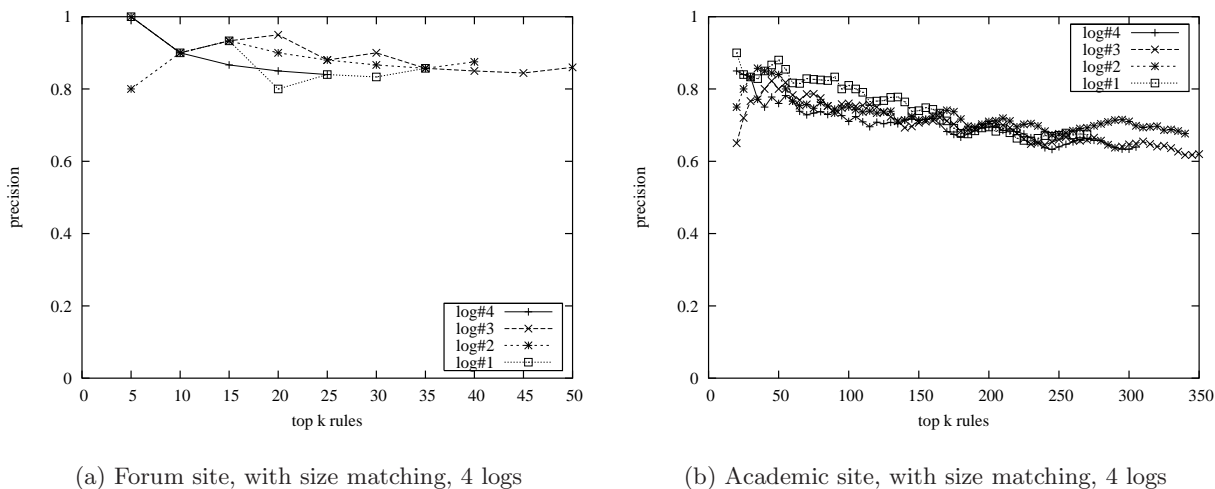 1
0.8
0.6
0.4
0.2
0
precision
0 5 10 15 20 25 30 35 40 45 50
top k rules
log#4
log#3
log#2
log#1
(a) Forum site, with size matching, 4 logs
1
0.8
0.6
0.4
0.2
0
precision
0 50 100 150 200 250 300 350
top k rules
log#4
log#3
log#2
log#1
(b) Academic site, with size matching, 4 logs